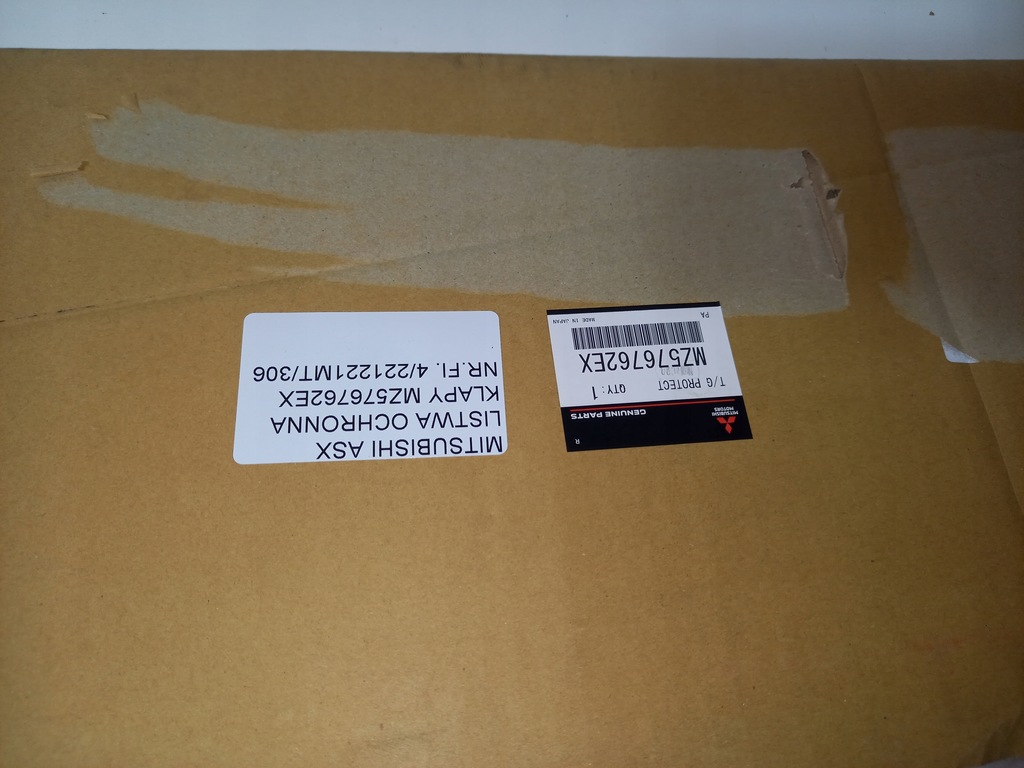 MITSUBISHI ASX
LISTWA OCHRONNA
KLAPY MZ576762EX
NR.FI. 4/221221MT/306
R
MITSUBISHI
MOTORS
GENUINE PARTS
T/G PROTECT
QTY: 1
MZ576762EX
PA
MADE IN JAPAN